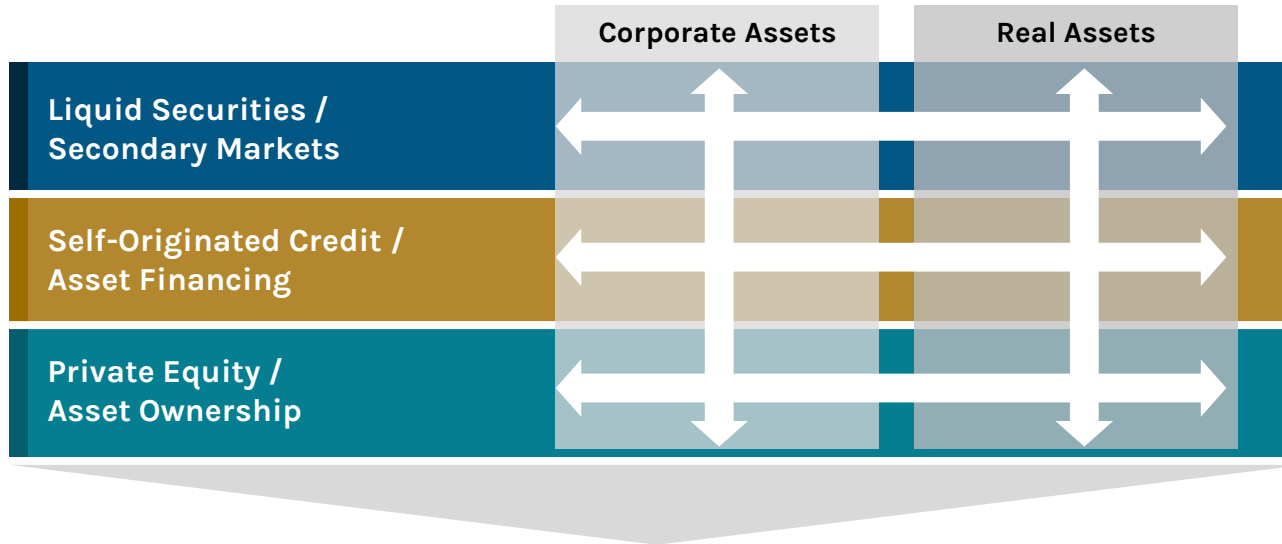 Corporate Assets
Real Assets
Liquid Securities /
Secondary Markets
Self-Originated Credit /
Asset Financing
Private Equity /
Asset Ownership